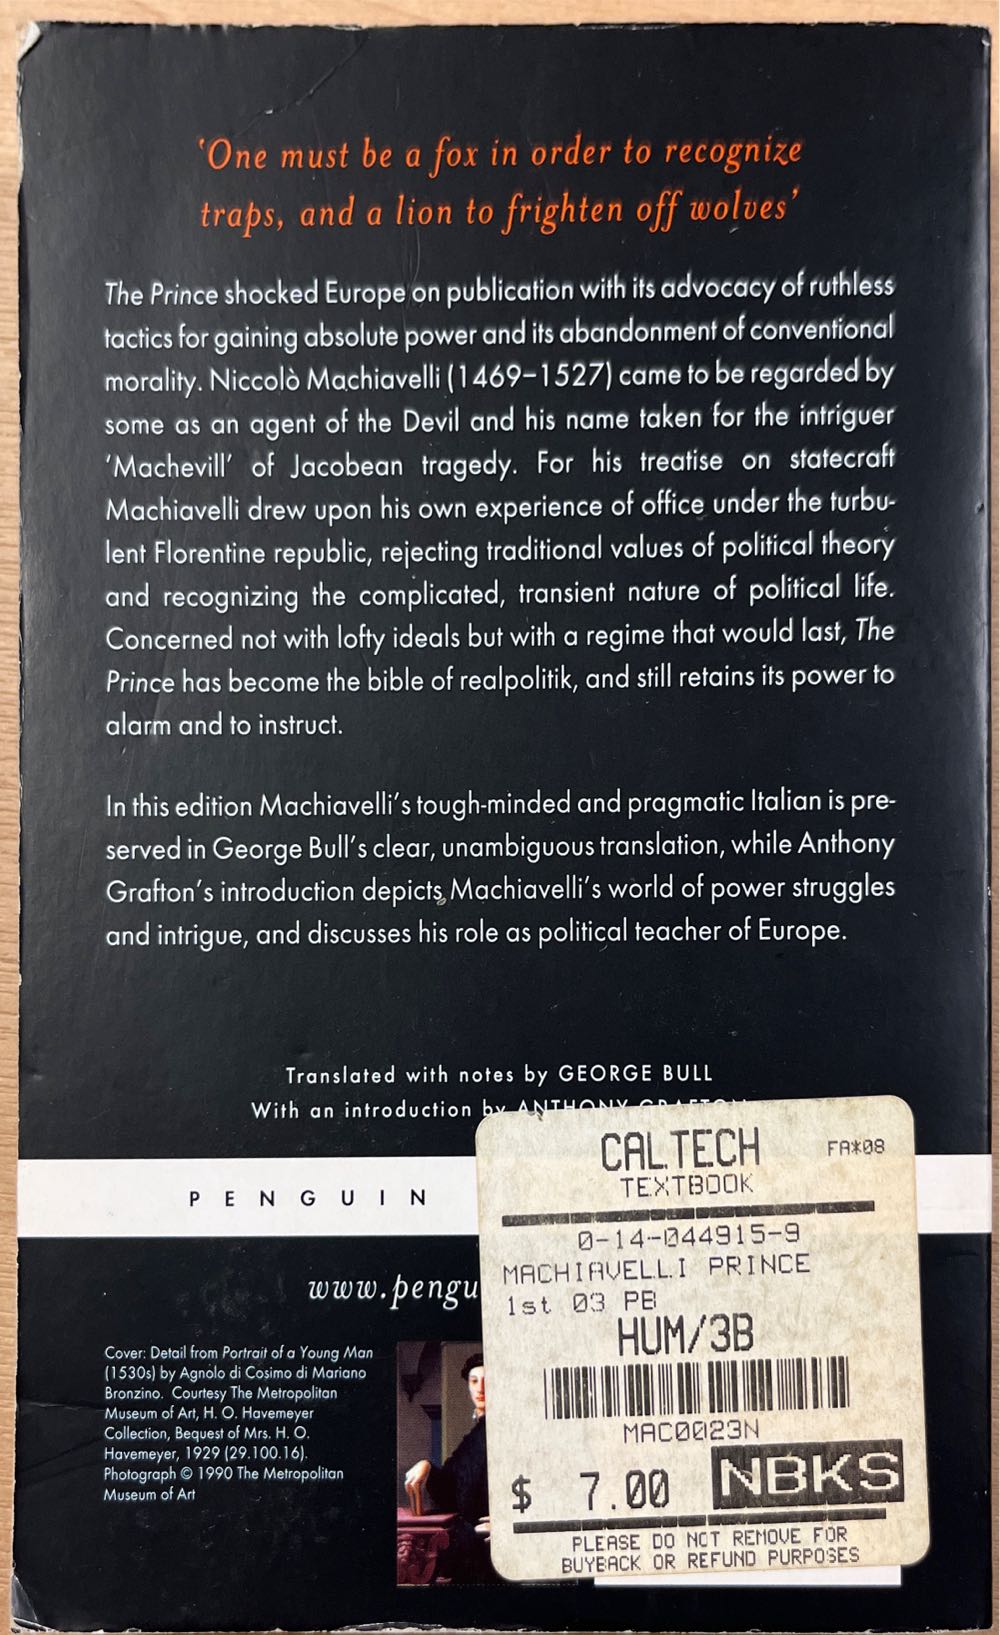 ‘One must be a fox in order to recognize
traps, and a lion to frighten off wolves’
The Prince shocked Europe on publication with its advocacy of ruthless
tactics for gaining absolute power and its abandonment of conventional
morality. Niccolò Machiavelli (1469–1527) came to be regarded by
some as an agent of the Devil and his name taken for the intriguer
‘Machevill’ of Jacobean tragedy. For his treatise on statecraft
Machiavelli drew upon his own experience of office under the turbu-
lent Florentine republic, rejecting traditional values of political theory
and recognizing the complicated, transient nature of political life.
Concerned not with lofty ideals but with a regime that would last, The
Prince has become the bible of realpolitik, and still retains its power to
alarm and to instruct.
In this edition Machiavelli’s tough-minded and pragmatic Italian is pre-
served in George Bull’s clear, unambiguous translation, while Anthony
Grafton’s introduction depicts Machiavelli’s world of power struggles
and intrigue, and discusses his role as political teacher of Europe.
Translated with notes by GEORGE BULL
With an introduction by ANTHONY GRAFTON
PENGUIN
www.pengu
Cover: Detail from Portrait of a Young Man
(1530s) by Agnolo di Cosimo di Mariano
Bronzino. Courtesy The Metropolitan
Museum of Art, H. O. Havemeyer
Collection, Bequest of Mrs. H. O.
Havemeyer, 1929 (29.100.16).
Photograph © 1990 The Metropolitan
Museum of Art
CALTECH FA*08
TEXTBOOK
0-14-044915-9
MACHIAVELLI PRINCE
1st 03 PB
HUM/3B
MAC0023N
$ 7.00 NBKS
PLEASE DO NOT REMOVE FOR
BUYBACK OR REFUND PURPOSES